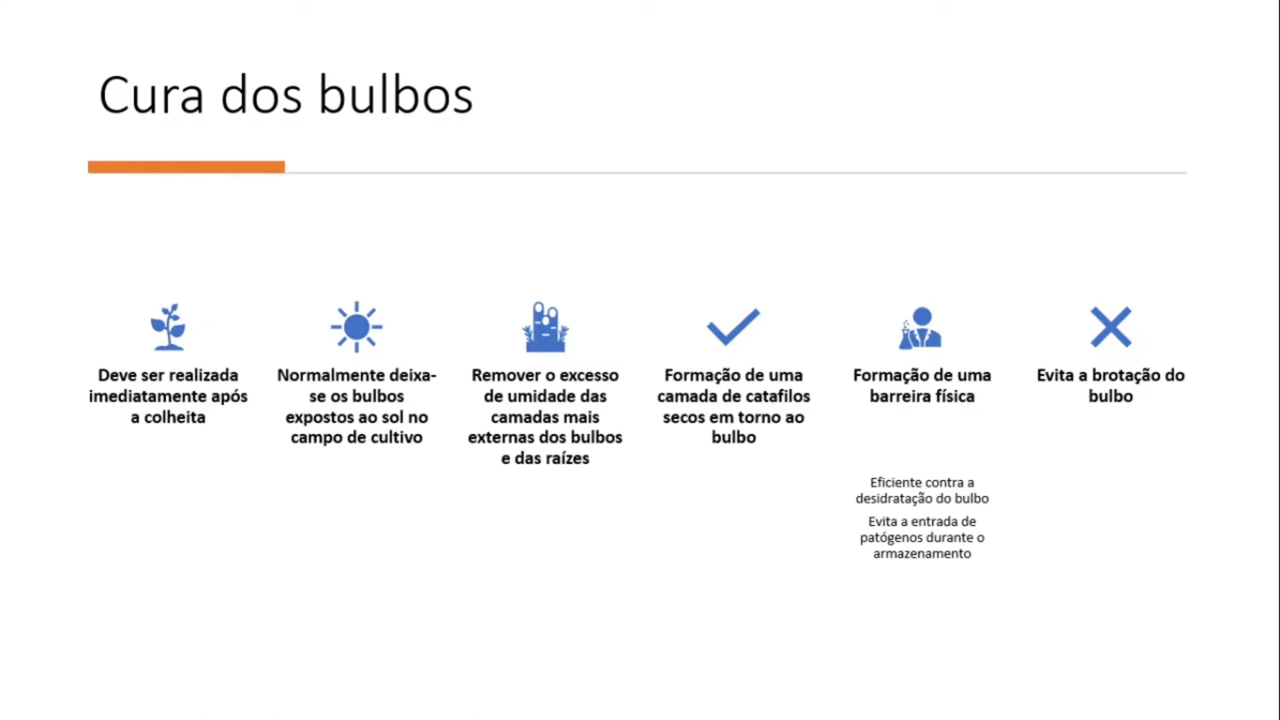 Cura dos bulbos
Deve ser realizada
imediatamente após
a colheita
Normalmente deixa-
se os bulbos
expostos ao sol no
campo de cultivo
Remover o excesso
de umidade das
camadas mais
externas dos bulbos
e das raízes
Formação de uma
camada de catafilos
secos em torno ao
bulbo
Formação de uma
barreira física
Eficiente contra a
desidratação do bulbo
Evita a entrada de
patógenos durante o
armazenamento
Evita a brotação do
bulbo